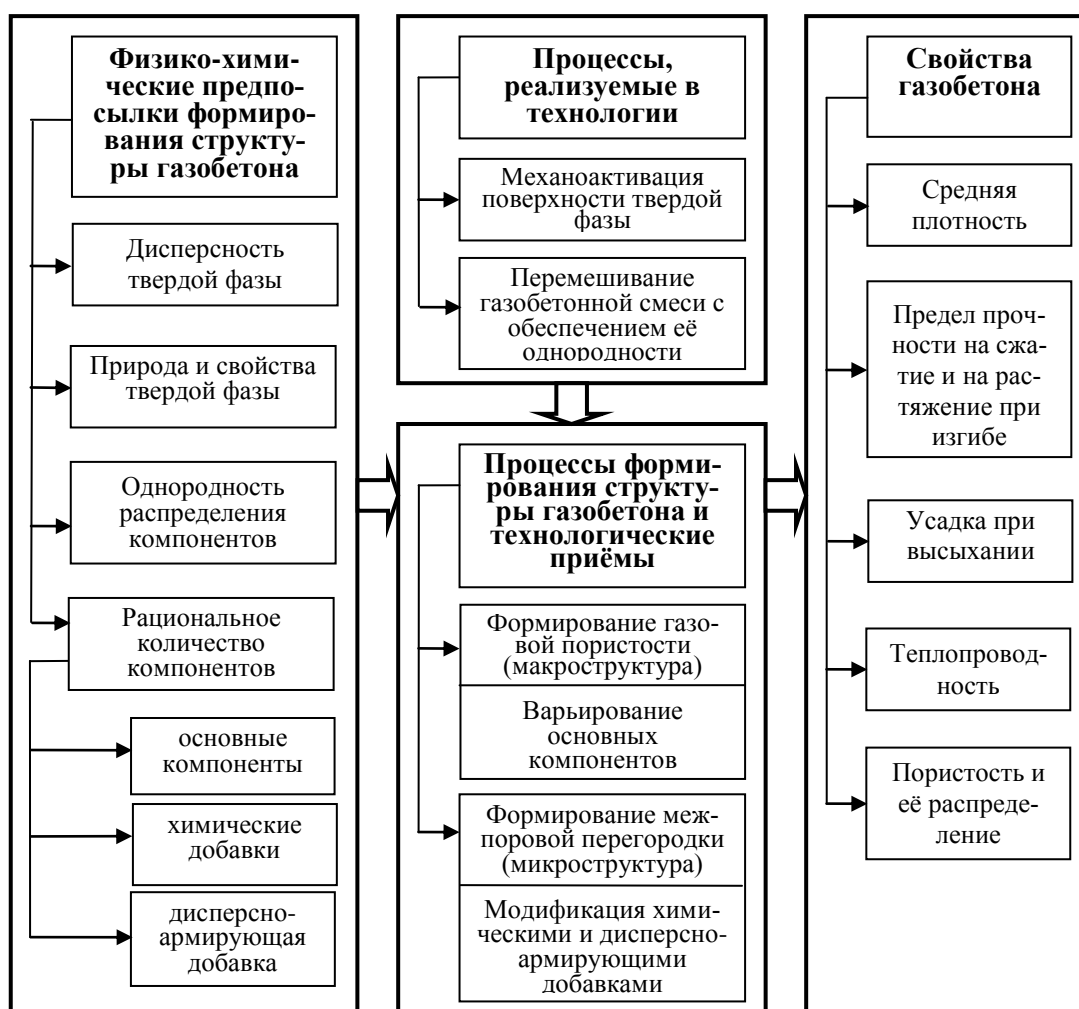 Физико-хими-
ческие предпо-
сылки формиро-
вания структу-
ры газобетона
Дисперсность
твердой фазы
Природа и свойства
твердой фазы
Однородность
распределения
компонентов
Рациональное
количество
компонентов
основные
компоненты
химические
добавки
дисперсно-
армирующая
добавка
Процессы,
реализуемые в
технологии
Механоактивация
поверхности твердой
фазы
Перемешивание
газобетонной смеси с
обеспечением её
однородности
Процессы форми-
рования структу-
ры газобетона и
технологические
приёмы
Формирование газо-
вой пористости
(макроструктура)
Варьирование
основных
компонентов
Формирование меж-
поровой перегородки
(микроструктура)
Модификация хими-
ческими и дисперсно-
армирующими
добавками
Свойства
газобетона
Средняя
плотность
Предел проч-
ности на сжа-
тие и на рас-
тяжение при
изгибе
Усадка при
высыхании
Теплопровод-
ность
Пористость и
её распреде-
ление